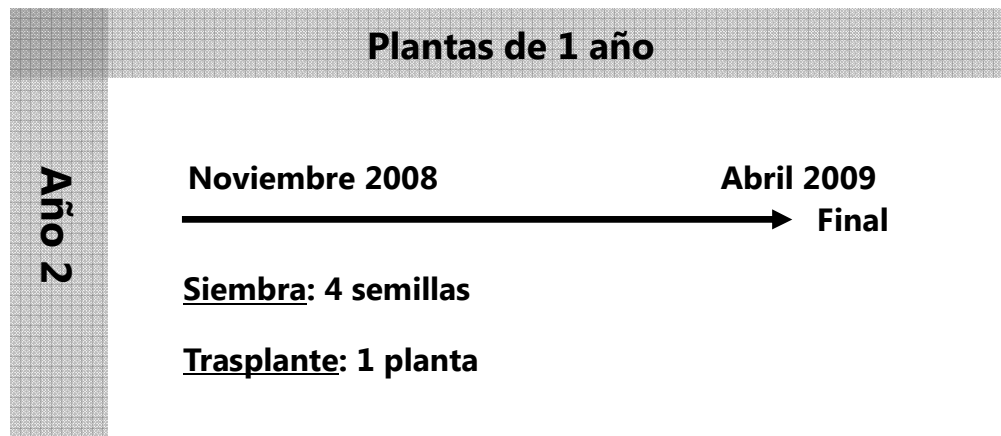 Plantas de 1 año
Año 2
Noviembre 2008
Abril 2009
Final
Siembra: 4 semillas
Trasplante: 1 planta